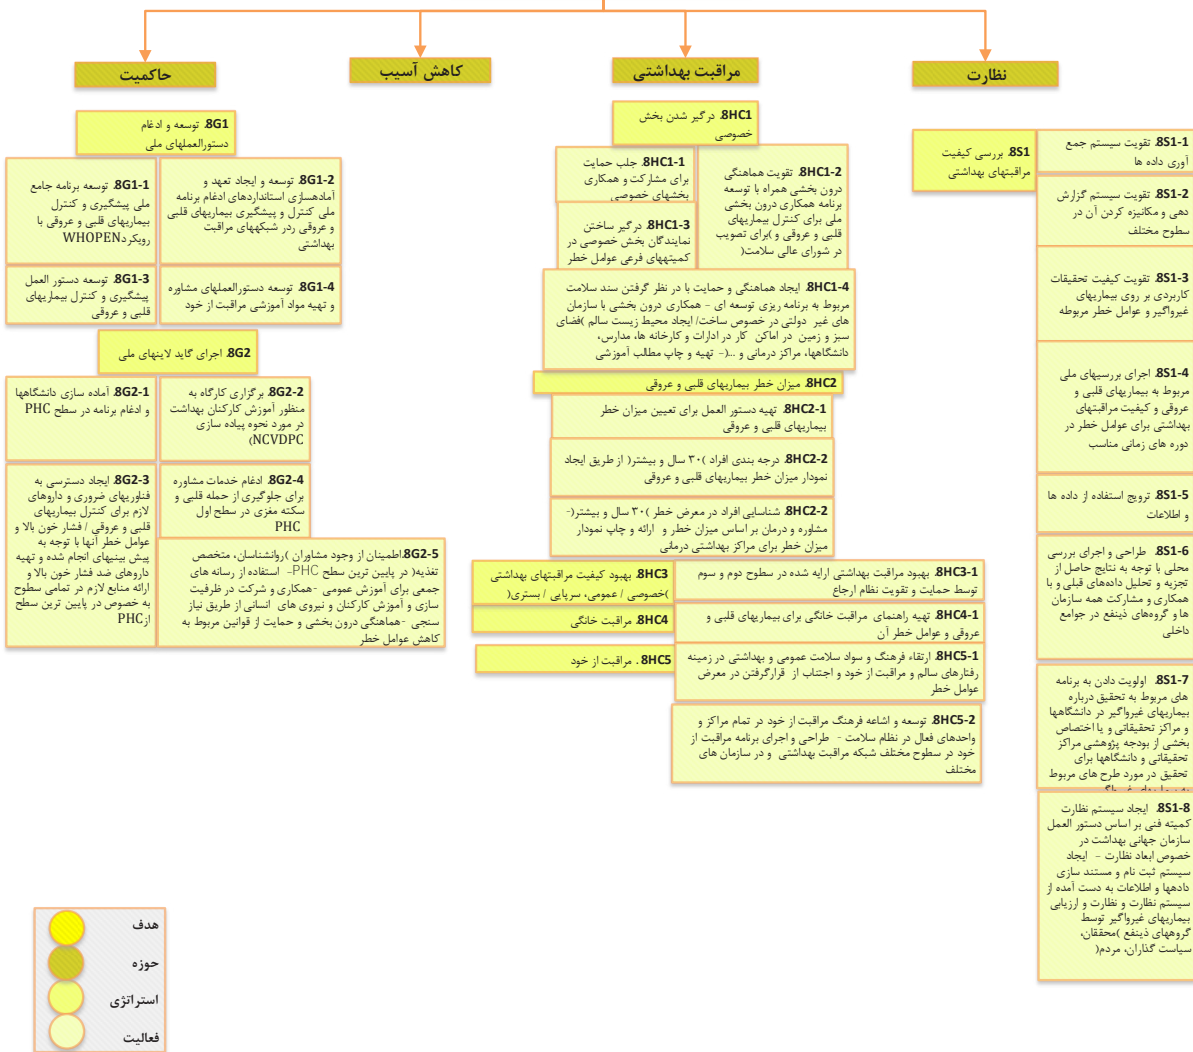 حاکمیت
کاهش آسیب
مراقبت بهداشتی
نظارت
8G1. توسعه و ادغام
دستورالعملهای ملی
8G1-1. توسعه برنامه جامع
ملی پیشگیری و کنترل
بیماریهای قلبی و عروقی با
رویکردWHOPEN
8G1-2. توسعه و ایجاد تعهد و
آمادهسازی استانداردهای ادغام برنامه
ملی کنترل و پیشگیری بیماریهای قلبی
و عروقی ردر شبکههای مراقبت
بهداشتی
8G1-3. توسعه دستور العمل
پیشگیری و کنترل بیماریهای
قلبی و عروقی
8G1-4. توسعه دستورالعملهای مشاوره
و تهیه مواد آموزشی مراقبت از خود
8G2. اجرای گاید لاینهای ملی
8G2-1. آماده سازی دانشگاهها
و ادغام برنامه در سطح PHC
8G2-2. برگزاری کارگاه به
منظور آموزش کارکنان بهداشت
در مورد نحوه پیاده سازی
NCVDPC)
8G2-3. ایجاد دسترسی به
فناوریهای ضروری و داروهای
لازم برای کنترل بیماریهای
قلبی و عروقی / فشار خون بالا و
عوامل خطر آنها با توجه به
پیش بینیهای انجام شده و تهیه
داروهای ضد فشار خون بالا و
ارائه منابع لازم در تمامی سطوح
به خصوص در پایین ترین سطح
ازPHC
8G2-4. ادغام خدمات مشاوره
برای جلوگیری از حمله قلبی و
سکته مغزی در سطح اول
PHC
8G2-5.اطمینان از وجود مشاوران )روانشناسان، متخصص
تغذیه( در پایین ترین سطح PHC- استفاده از رسانه های
جمعی برای آموزش عمومی -همکاری و شرکت در ظرفیت
سازی و آموزش کارکنان و نیروی های انسانی از طریق نیاز
سنجی -هماهنگی درون بخشی و حمایت از قوانین مربوط به
کاهش عوامل خطر
8HC1. درگیر شدن بخش
خصوصی
8HC1-1. جلب حمایت
برای مشارکت و همکاری
بخشهای خصوصی
8HC1-2. تقویت هماهنگی
درون بخشی همراه با توسعه
برنامه همکاری درون بخشی
ملی برای کنترل بیماریهای
قلبی و عروقی و )برای تصویب
در شورای عالی سلامت(
8HC1-3. درگیر ساختن
نمایندگان بخش خصوصی در
کمیتههای فرعی عوامل خطر
8HC1-4. ایجاد هماهنگی و حمایت با در نظر گرفتن سند سلامت
مربوط به برنامه ریزی توسعه ای - همکاری درون بخشی با سازمان
های غیر دولتی در خصوص ساخت/ ایجاد محیط زیست سالم )فضای
سبز و زمین در اماکن کار در ادارات و کارخانه ها، مدارس،
دانشگاهها، مراکز درمانی و ...(- تهیه و چاپ مطالب آموزشی
8HC2. میزان خطر بیماریهای قلبی و عروقی
8HC2-1. تهیه دستور العمل برای تعیین میزان خطر
بیماریهای قلبی و عروقی
8HC2-2. درجه بندی افراد )۳۰ سال و بیشتر( از طریق ایجاد
نمودار میزان خطر بیماریهای قلبی و عروقی
8HC2-2. شناسایی افراد در معرض خطر )۳۰ سال و بیشتر(-
مشاوره و درمان بر اساس میزان خطر و ارائه و چاپ نمودار
میزان خطر برای مراکز بهداشتی درملی
8HC3. بهبود کیفیت مراقبتهای بهداشتی
)خصوصی / عمومی، سرپایی / بستری(
8HC3-1. بهبود مراقبت بهداشتی ارایه شده در سطوح دوم و سوم
توسط حمایت و تقویت نظام ارجاع
8HC4. مراقبت خانگی
8HC4-1. تهیه راهنمای مراقبت خانگی برای بیماریهای قلبی و
عروقی و عوامل خطر آن
8HC5. مراقبت از خود
8HC5-1. ارتقاء فرهنگ و سواد سلامت عمومی و بهداشتی در زمینه
رفتارهای سالم و مراقبت از خود و اجتناب از قرارگرفتن در معرض
عوامل خطر
8HC5-2. توسعه و اشاعه فرهنگ مراقبت از خود در تمام مراکز و
واحدهای فعال در نظام سلامت - طراحی و اجرای برنامه مراقبت از
خود در سطوح مختلف شبکه مراقبت بهداشتی و در سازمان های
مختلف
8S1. بررسی کیفیت
مراقبتهای بهداشتی
8S1-1. تقویت سیستم جمع
آوری داده ها
8S1-2. تقویت سیستم گزارش
دهی و مکانیزه کردن آن در
سطوح مختلف
8S1-3. تقویت کیفیت تحقیقات
کاربردی بر روی بیماریهای
غیرواگیر و عوامل خطر مربوطه
8S1-4. اجرای بررسیهای ملی
مربوط به بیماریهای قلبی و
عروقی و کیفیت مراقبتهای
بهداشتی برای عوامل خطر در
دوره های زمانی مناسب
8S1-5. ترویج استفاده از داده ها
و اطلاعات
8S1-6. طراحی و اجرای بررسی
محلی با توجه به نتایج حاصل از
تجزیه و تحلیل دادههای قبلی و با
همکاری و مشارکت همه سازمان
ها و گروههای ذینفع در جوامع
داخلی
8S1-7. اولویت دادن به برنامه
های مربوط به تحقیق درباره
بیماریهای غیرواگیر در دانشگاهها
و مراکز تحقیقاتی و یا اختصاص
بخشی از بودجه پژوهشی مراکز
تحقیقاتی و دانشگاهها برای
تحقیق در مورد طرح های مربوط
8S1-8. ایجاد سیستم نظارت
کمیته فنی بر اساس دستور العمل
سازمان جهانی بهداشت در
خصوص ابعاد نظارت - ایجاد
سیستم ثبت نام و مستند سازی
دادهها و اطلاعات به دست آمده از
سیستم نظارت و نظارت و ارزیابی
بیماریهای غیرواگیر توسط
گروههای ذینفع )محققان،
سیاست گذاران، مردم(
هدف
حوزه
استراتژی
فعالیت